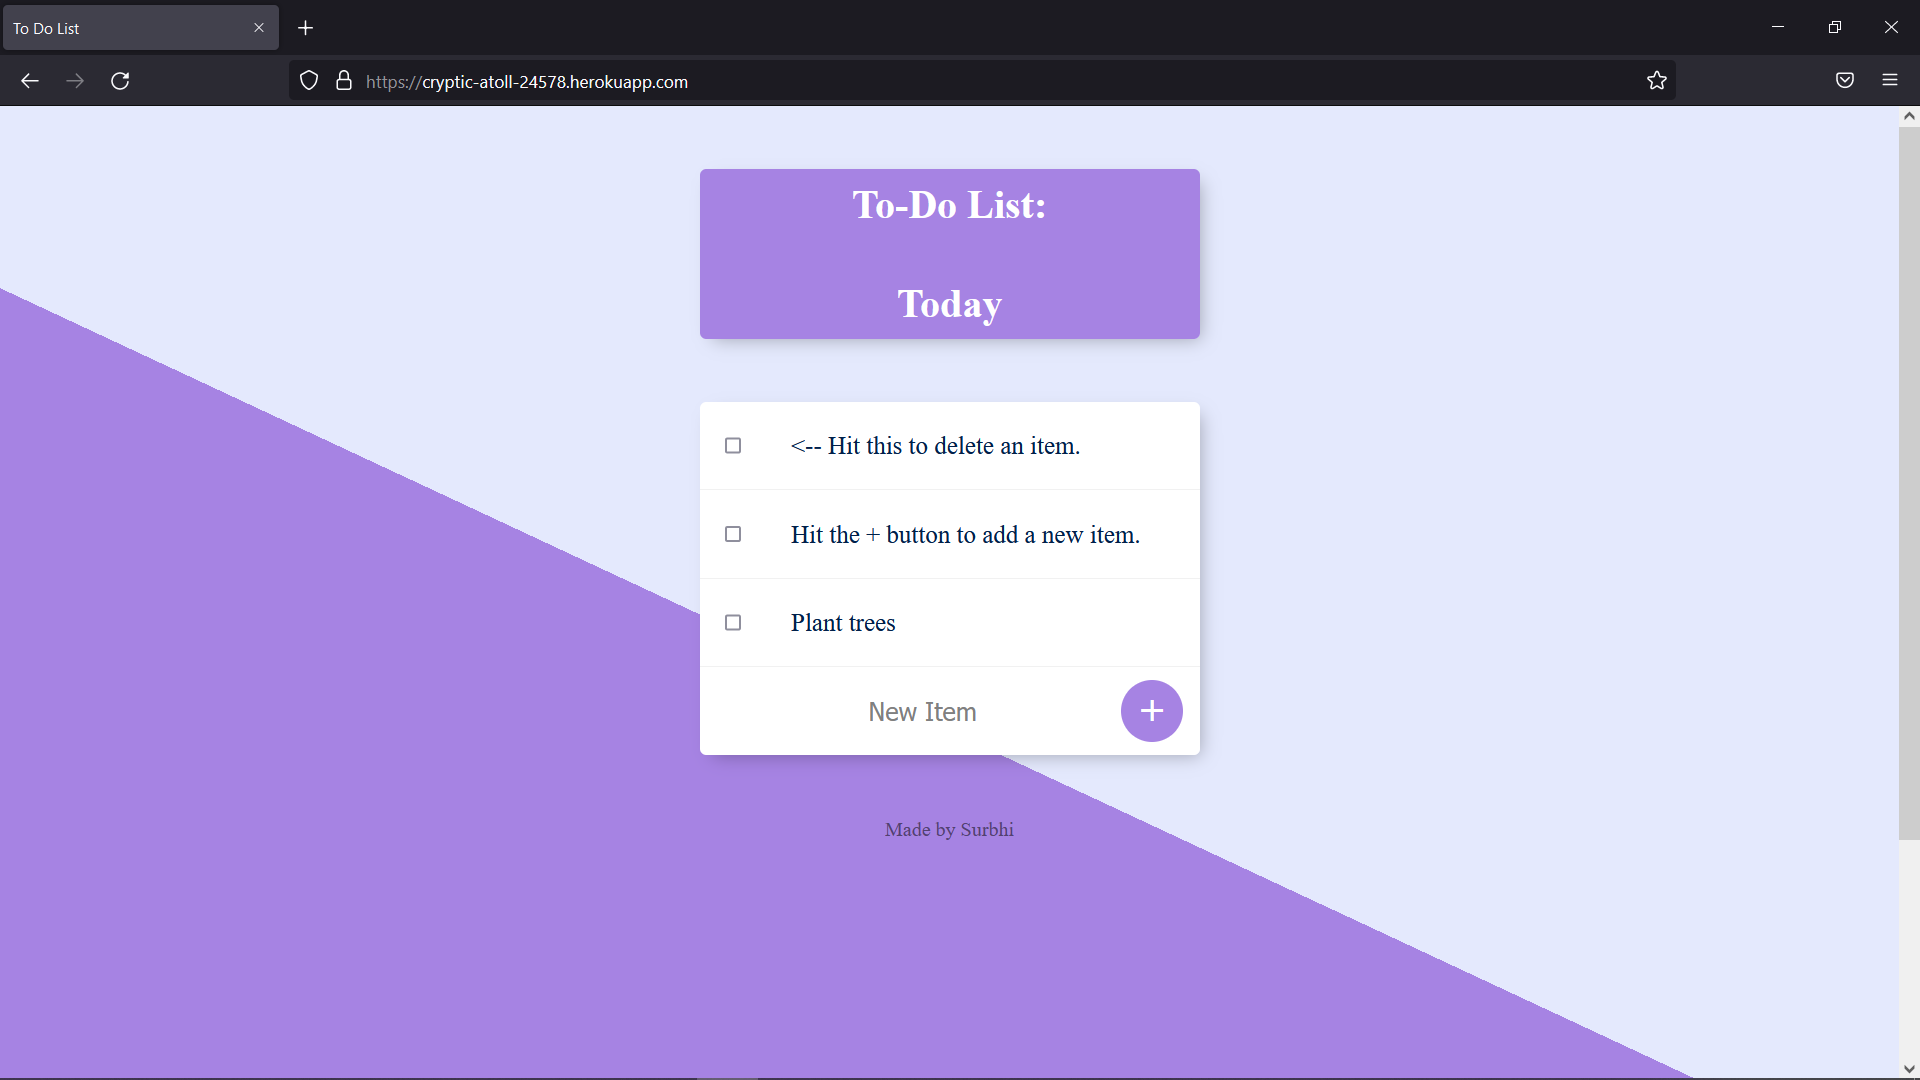 To Do List
https://cryptic-atoll-24578.herokuapp.com
To-Do List:
Today
<-- Hit this to delete an item.
Hit the + button to add a new item.
Plant trees
New Item
+
Made by Surbhi